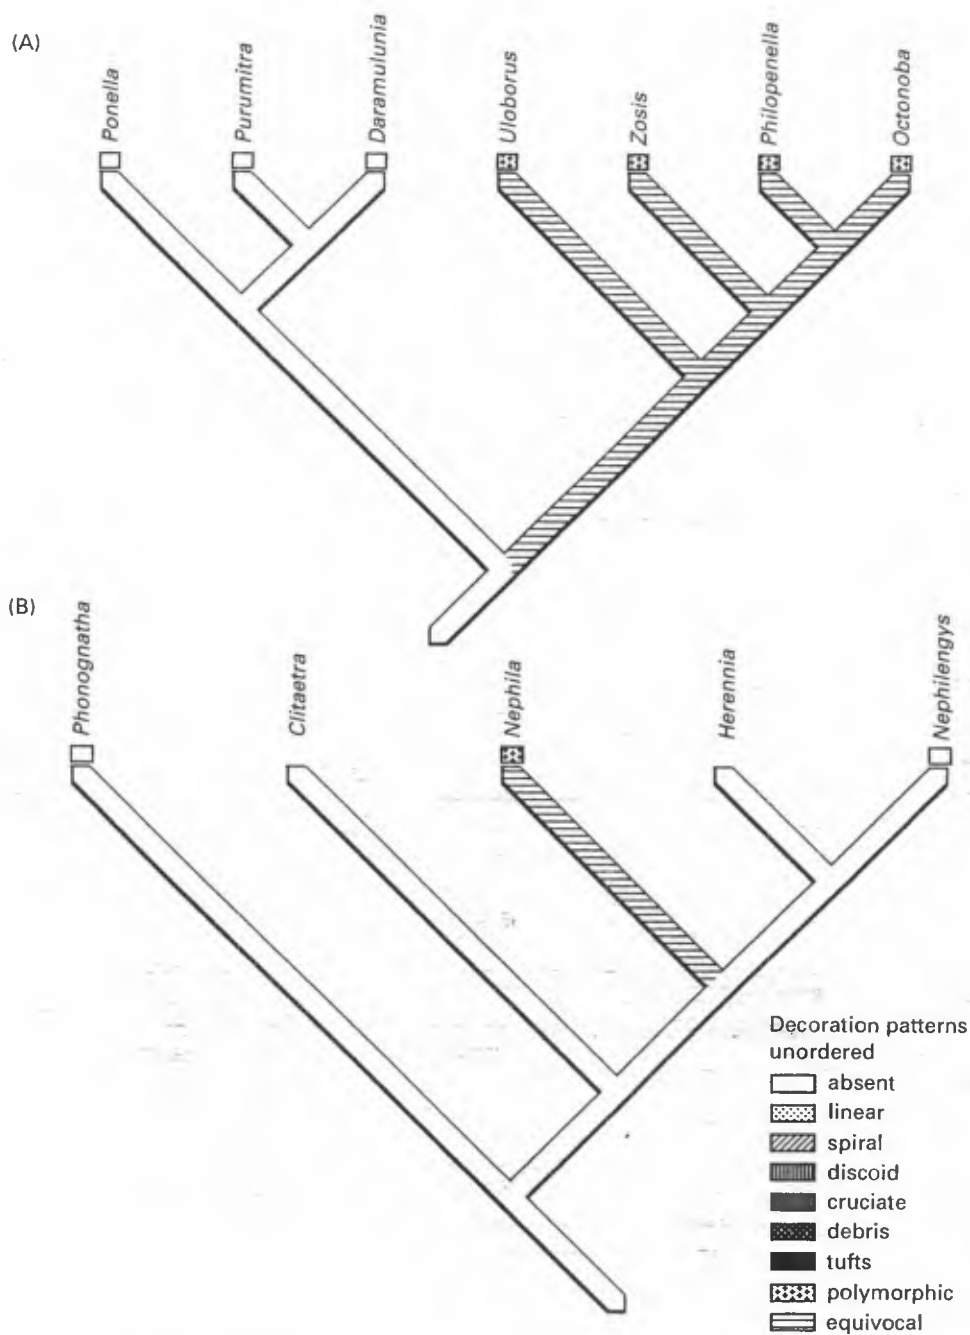 (A)
Ponella
Purumitra
Daramulunia
Uloborus
Zosis
Philopenella
Octonoba
(B)
Phonognatha
Clitaetra
Nephila
Herennia
Nephilengys
Decoration patterns
unordered
absent
linear
spiral
discoid
cruciate
debris
tufts
polymorphic
equivocal